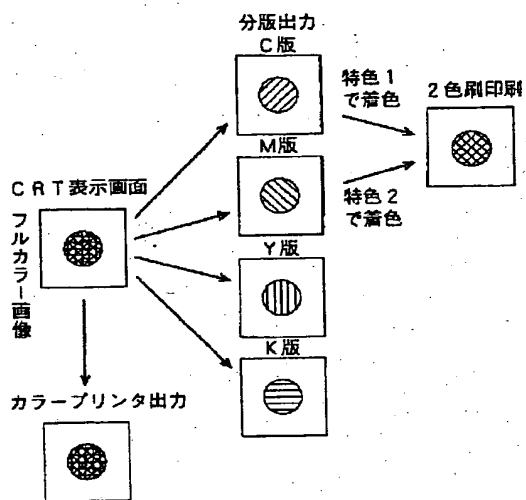 分版出力
C版
特色1
で着色
2色刷印刷
M版
CRT表示画面
特色2
で着色
フルカラー画像
Y版
K版
カラープリンタ出力